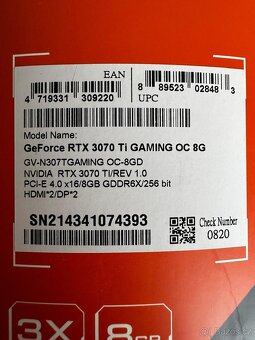 EAN
4 719331 309220
8 89523 02848 3
UPC
Model Name:
GeForce RTX 3070 Ti GAMING OC 8G
GV-N307TGAMING OC-8GD
NVIDIA RTX 3070 TI/REV 1.0
PCI-E 4.0 x16/8GB GDDR6X/256 bit
HDMI*2/DP*2
SN214341074393
Check Number
0820
3X
8GB